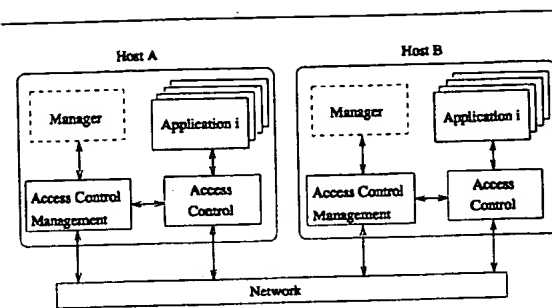 Host A
Host B
Manager
Application i
Manager
Application i
Access Control
Management
Access
Control
Access Control
Management
Access
Control
Network